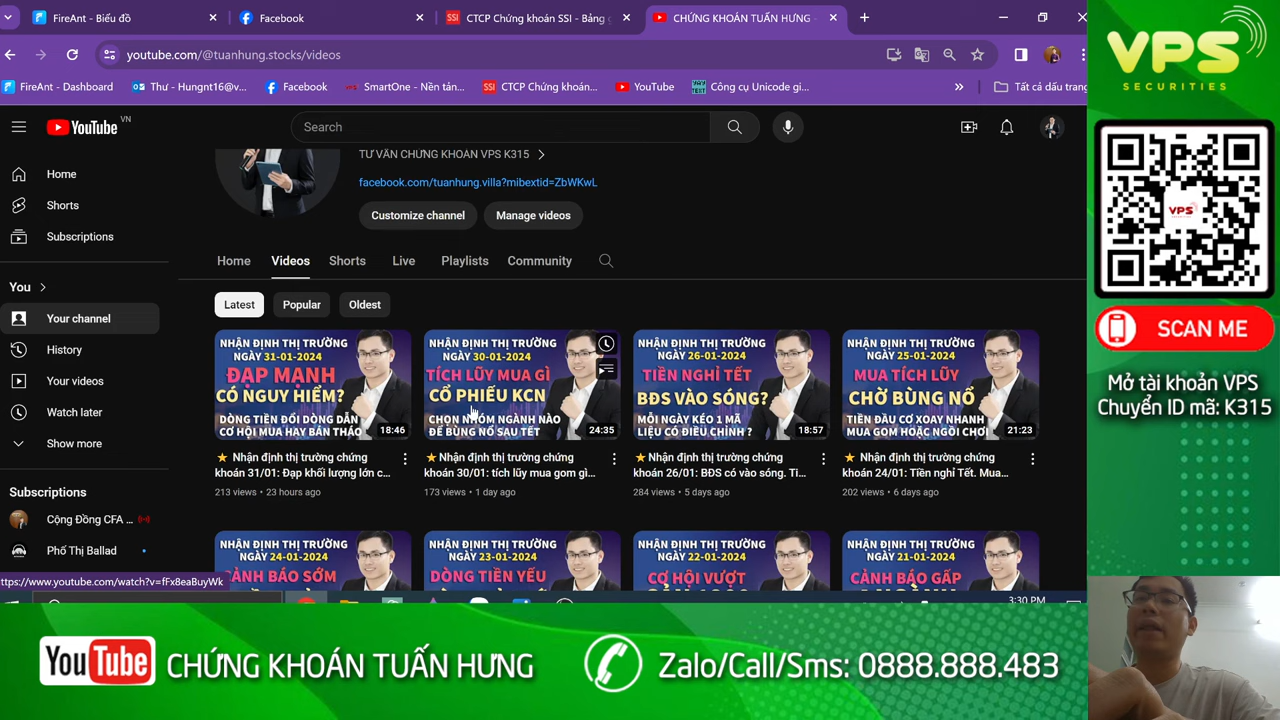 FireAnt - Biểu đồ
Facebook
CTCP Chứng khoán SSI - Bảng g
CHỨNG KHOÁN TUẤN HƯNG -
youtube.com/@tuanhung.stocks/videos
FireAnt - Dashboard
Thư - Hungnt16@v...
Facebook
SmartOne - Nền tản...
CTCP Chứng khoán...
YouTube
Công cụ Unicode gi...
Tất cả dấu trang
YouTube VN
Search
TƯ VẤN CHỨNG KHOAN VPS K315
facebook.com/tuanhung.villa?mibextid=ZbWKwL
Customize channel
Manage videos
Home
Shorts
Subscriptions
You
Your channel
History
Your videos
Watch later
Show more
Subscriptions
Cộng Đồng CFA ...
Phố Thị Ballad
Home
Videos
Shorts
Live
Playlists
Community
Latest
Popular
Oldest
NHẬN ĐỊNH THỊ TRƯỜNG
NGÀY 31-01-2024
ĐẠP MẠNH
CÓ NGUY HIỂM?
DÒNG TIỀN ĐỔI DÒNG DẪN
CƠ HỘI MUA HAY BÁN THÁO
18:46
Nhận định thị trường chứng
khoán 31/01: Đạp khối lượng lớn c...
213 views • 23 hours ago
NHẬN ĐỊNH THỊ TRƯỜNG
NGÀY 30-01-2024
TÍCH LŨY MUA GÌ
CỔ PHIẾU KCN
CHỌN NHÓM NGÀNH NÀO
ĐỂ BÙNG NỔ SAU TẾT
24:35
Nhận định thị trường chứng
khoán 30/01: tích lũy mua gom gì...
173 views • 1 day ago
NHẬN ĐỊNH THỊ TRƯỜNG
NGÀY 26-01-2024
TIỀN NGHỈ TẾT
BĐS VÀO SÓNG?
MỖI NGÀY KÉO 1 MÃ
LIỆU CÓ ĐIỀU CHỈNH ?
18:57
Nhận định thị trường chứng
khoán 26/01: BĐS có vào sóng. Ti...
284 views • 5 days ago
NHẬN ĐỊNH THỊ TRƯỜNG
NGÀY 25-01-2024
MUA TÍCH LŨY
CHỜ BÙNG NỔ
TIỀN ĐẦU CƠ XOAY NHANH
MUA GOM HOẶC NGỒI CHƠI
21:23
Nhận định thị trường chứng
khoán 24/01: Tiền nghỉ Tết. Mua...
202 views • 6 days ago
NHẬN ĐỊNH THỊ TRƯỜNG
NGÀY 24-01-2024
CẢNH BÁO SỚM
NHẬN ĐỊNH THỊ TRƯỜNG
NGÀY 23-01-2024
DÒNG TIỀN YẾU
NHẬN ĐỊNH THỊ TRƯỜNG
NGÀY 22-01-2024
CƠ HỘI VƯỢT
NHẬN ĐỊNH THỊ TRƯỜNG
NGÀY 21-01-2024
CẢNH BÁO GẤP
ttps://www.youtube.com/watch?v=fFx8eaBuyWk
3:30 PM
VPS
SECURITIES
VPS
SCAN ME
Mở tài khoản VPS
Chuyển ID mã: K315
YouTube CHỨNG KHOÁN TUẤN HƯNG
Zalo/Call/Sms: 0888.888.483